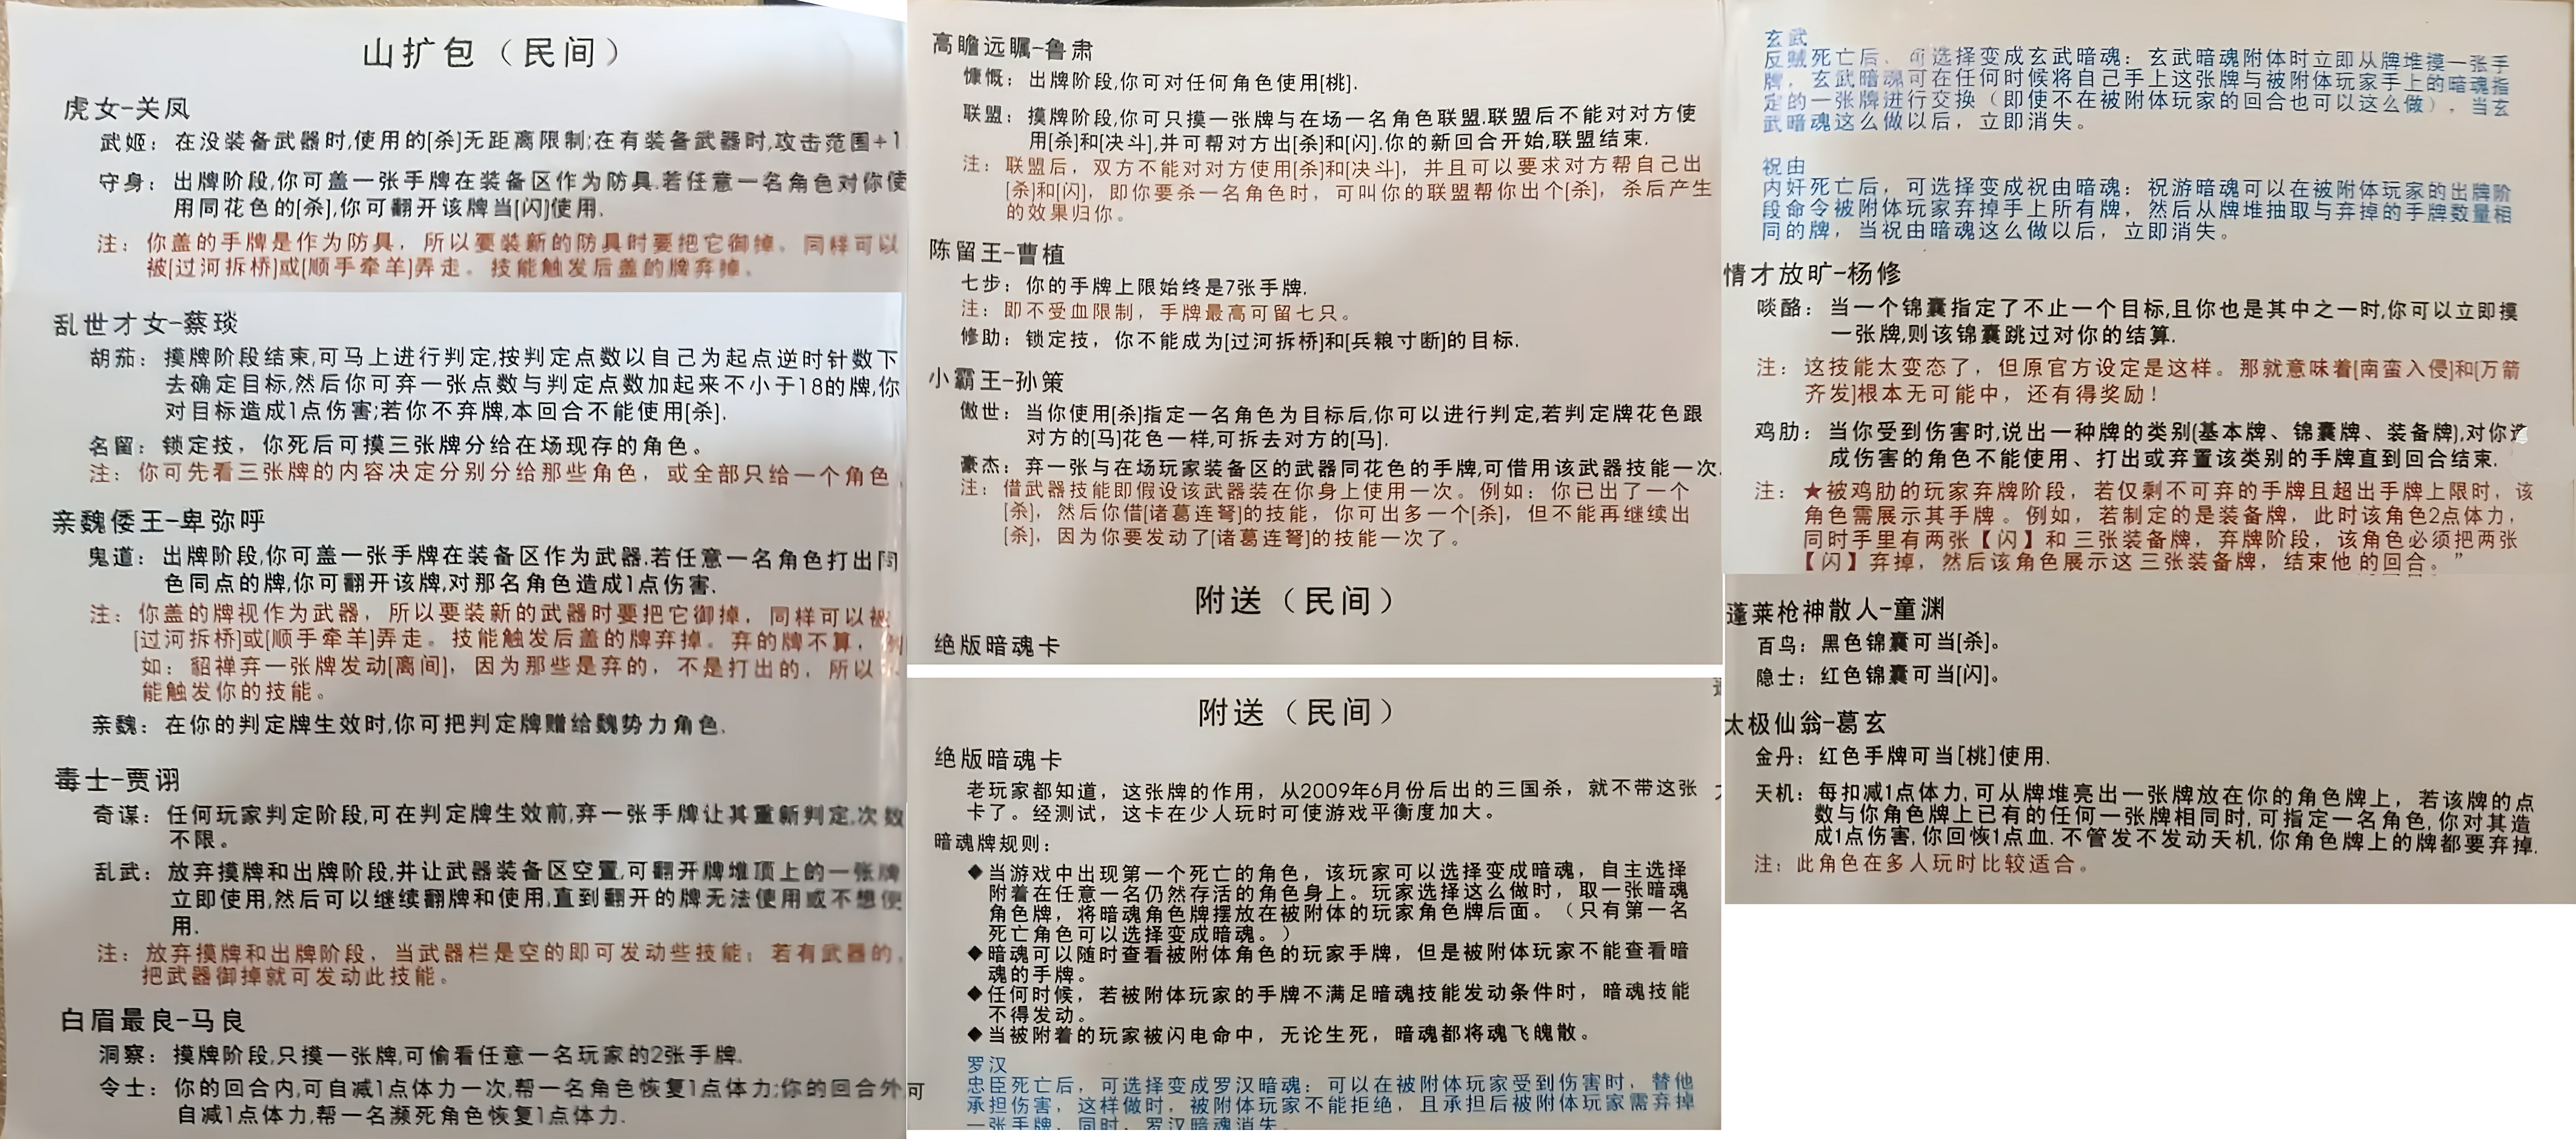 山扩包（民间）
虎女-关凤
武姬：在没装备武器时,使用的[杀]无距离限制;在有装备武器时,攻击范围+1
守身：出牌阶段,你可盖一张手牌在装备区作为防具.若任意一名角色对你使
用同花色的[杀],你可翻开该牌当[闪]使用.
注：你盖的手牌是作为防具，所以要装新的防具时要把它御掉。同样可以
被[过河拆桥]或[顺手牵羊]弄走。技能触发后盖的牌弃掉。
乱世才女-蔡琰
胡茄：摸牌阶段结束,可马上进行判定,按判定点数以自己为起点逆时针数下
去确定目标,然后你可弃一张点数与判定点数加起来不小于18的牌,你
对目标造成1点伤害;若你不弃牌,本回合不能使用[杀].
名留：锁定技，你死后可摸三张牌分给在场现存的角色。
注：你可先看三张牌的内容决定分别分给那些角色，或全部只给一个角色
亲魏倭王-卑弥呼
鬼道：出牌阶段,你可盖一张手牌在装备区作为武器.若任意一名角色打出同
色同点的牌,你可翻开该牌,对那名角色造成1点伤害.
注：你盖的牌视作为武器，所以要装新的武器时要把它御掉，同样可以被
[过河拆桥]或[顺手牵羊]弄走。技能触发后盖的牌弃掉。弃的牌不算，例
如：貂禅弃一张牌发动[离间]，因为那些是弃的，不是打出的，所以
能触发你的技能。
亲魏：在你的判定牌生效时,你可把判定牌赠给魏势力角色.
毒士-贾诩
奇谋：任何玩家判定阶段,可在判定牌生效前,弃一张手牌让其重新判定,次数
不限。
乱武：放弃摸牌和出牌阶段,并让武器装备区空置,可翻开牌堆顶上的一张牌
立即使用,然后可以继续翻牌和使用,直到翻开的牌无法使用或不想使
用.
注：放弃摸牌和出牌阶段，当武器栏是空的即可发动些技能；若有武器的，
把武器御掉就可发动此技能。
白眉最良-马良
洞察：摸牌阶段,只摸一张牌,可偷看任意一名玩家的2张手牌.
令士：你的回合内,可自减1点体力一次,帮一名角色恢复1点体力;你的回合外,可
自减1点体力,帮一名濒死角色恢复1点体力.
高瞻远瞩-鲁肃
慷慨：出牌阶段,你可对任何角色使用[桃].
联盟：摸牌阶段,你可只摸一张牌与在场一名角色联盟.联盟后不能对对方使
用[杀]和[决斗],并可帮对方出[杀]和[闪].你的新回合开始,联盟结束.
注：联盟后，双方不能对对方使用[杀]和[决斗]，并且可以要求对方帮自己出
[杀]和[闪]，即你要杀一名角色时，可叫你的联盟帮你出个[杀]，杀后产生
的效果归你。
陈留王-曹植
七步：你的手牌上限始终是7张手牌.
注：即不受血限制，手牌最高可留七只。
修助：锁定技，你不能成为[过河拆桥]和[兵粮寸断]的目标.
小霸王-孙策
傲世：当你使用[杀]指定一名角色为目标后,你可以进行判定,若判定牌花色跟
对方的[马]花色一样,可拆去对方的[马].
豪杰：弃一张与在场玩家装备区的武器同花色的手牌,可借用该武器技能一次.
注：借武器技能即假设该武器装在你身上使用一次。例如：你已出了一个
[杀]，然后你借[诸葛连弩]的技能，你可出多一个[杀]，但不能再继续出
[杀]，因为你要发动了[诸葛连弩]的技能一次了。
附送（民间）
绝版暗魂卡
附送（民间）
绝版暗魂卡
老玩家都知道，这张牌的作用，从2009年6月份后出的三国杀，就不带这张
卡了。经测试，这卡在少人玩时可使游戏平衡度加大。
暗魂牌规则：
◆当游戏中出现第一个死亡的角色，该玩家可以选择变成暗魂，自主选择
附着在任意一名仍然存活的角色身上。玩家选择这么做时，取一张暗魂
角色牌，将暗魂角色牌摆放在被附体的玩家角色牌后面。（只有第一名
死亡角色可以选择变成暗魂。）
◆暗魂可以随时查看被附体角色的玩家手牌，但是被附体玩家不能查看暗
魂的手牌。
◆任何时候，若被附体玩家的手牌不满足暗魂技能发动条件时，暗魂技能
不得发动。
◆当被附着的玩家被闪电命中，无论生死，暗魂都将魂飞魄散。
罗汉
忠臣死亡后，可选择变成罗汉暗魂：可以在被附体玩家受到伤害时，替他
承担伤害，这样做时，被附体玩家不能拒绝，且承担后被附体玩家需弃掉
一张手牌，同时，罗汉暗魂消失
玄武
反贼死亡后，可选择变成玄武暗魂：玄武暗魂附体时立即从牌堆摸一张手
牌，玄武暗魂可在任何时候将自己手上这张牌与被附体玩家手上的暗魂指
定的一张牌进行交换（即使不在被附体玩家的回合也可以这么做），当玄
武暗魂这么做以后，立即消失。
祝由
内奸死亡后，可选择变成祝由暗魂：祝游暗魂可以在被附体玩家的出牌阶
段命令被附体玩家弃掉手上所有牌，然后从牌堆抽取与弃掉的手牌数量相
同的牌，当祝由暗魂这么做以后，立即消失。
情才放旷-杨修
啖酪：当一个锦囊指定了不止一个目标,且你也是其中之一时,你可以立即摸
一张牌,则该锦囊跳过对你的结算.
注：这技能太变态了，但原官方设定是这样。那就意味着[南蛮入侵]和[万箭
齐发]根本无可能中，还有得奖励！
鸡肋：当你受到伤害时,说出一种牌的类别(基本牌、锦囊牌、装备牌),对你造
成伤害的角色不能使用、打出或弃置该类别的手牌直到回合结束.
注：★被鸡肋的玩家弃牌阶段，若仅剩不可弃的手牌且超出手牌上限时，该
角色需展示其手牌。例如，若制定的是装备牌，此时该角色2点体力，
同时手里有两张【闪】和三张装备牌，弃牌阶段，该角色必须把两张
【闪】弃掉，然后该角色展示这三张装备牌，结束他的回合。”
蓬莱枪神散人-童渊
百鸟：黑色锦囊可当[杀]。
隐士：红色锦囊可当[闪]。
太极仙翁-葛玄
金丹：红色手牌可当[桃]使用.
天机：每扣减1点体力,可从牌堆亮出一张牌放在你的角色牌上，若该牌的点
数与你角色牌上已有的任何一张牌相同时,可指定一名角色,你对其造
成1点伤害,你回恢1点血.不管发不发动天机,你角色牌上的牌都要弃掉.
注：此角色在多人玩时比较适合。